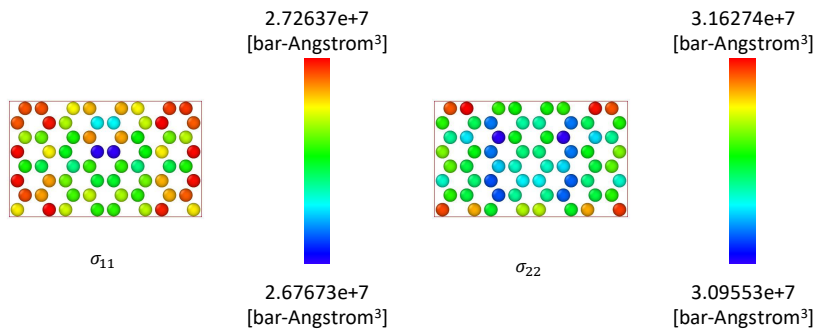 2.72637e+7
[bar-Angstrom³]
3.16274e+7
[bar-Angstrom³]
σ₁₁
σ₂₂
2.67673e+7
[bar-Angstrom³]
3.09553e+7
[bar-Angstrom³]